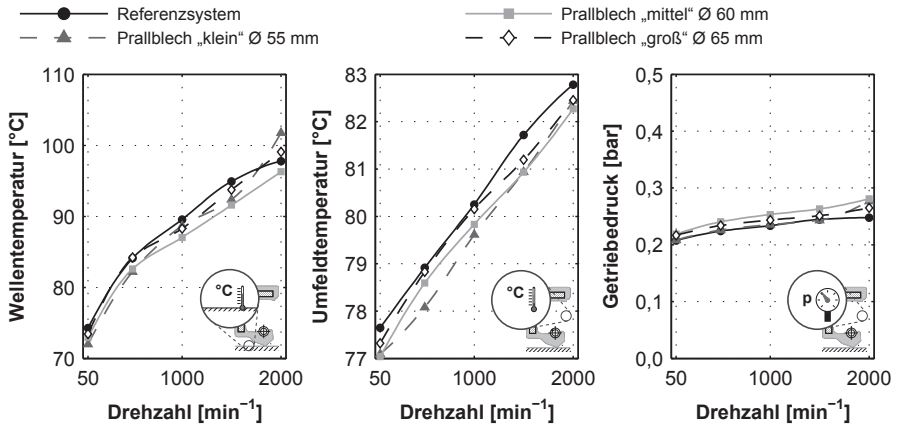 Referenzsystem
Prallblech „klein“ Ø 55 mm
Prallblech „mittel“ Ø 60 mm
Prallblech „groß“ Ø 65 mm
Wellentemperatur [°C]
110
100
90
80
70
50
1000
2000
Drehzahl [min⁻¹]
°C
Umfeldtemperatur [°C]
83
82
81
80
79
78
77
50
1000
2000
Drehzahl [min⁻¹]
°C
Getriebedruck [bar]
0,5
0,4
0,3
0,2
0,1
0,0
50
1000
2000
Drehzahl [min⁻¹]
p